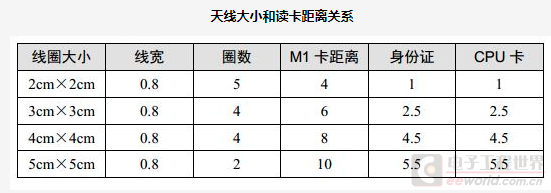 天线大小和读卡距离关系
线圈大小 线宽 圈数 M1 卡距离 身份证 CPU 卡
2cm×2cm 0.8 5 4 1 1
3cm×3cm 0.8 4 6 2.5 2.5
4cm×4cm 0.8 4 8 4.5 4.5
5cm×5cm 0.8 2 10 5.5 5.5
电子工程世界
eeworld.com.cn